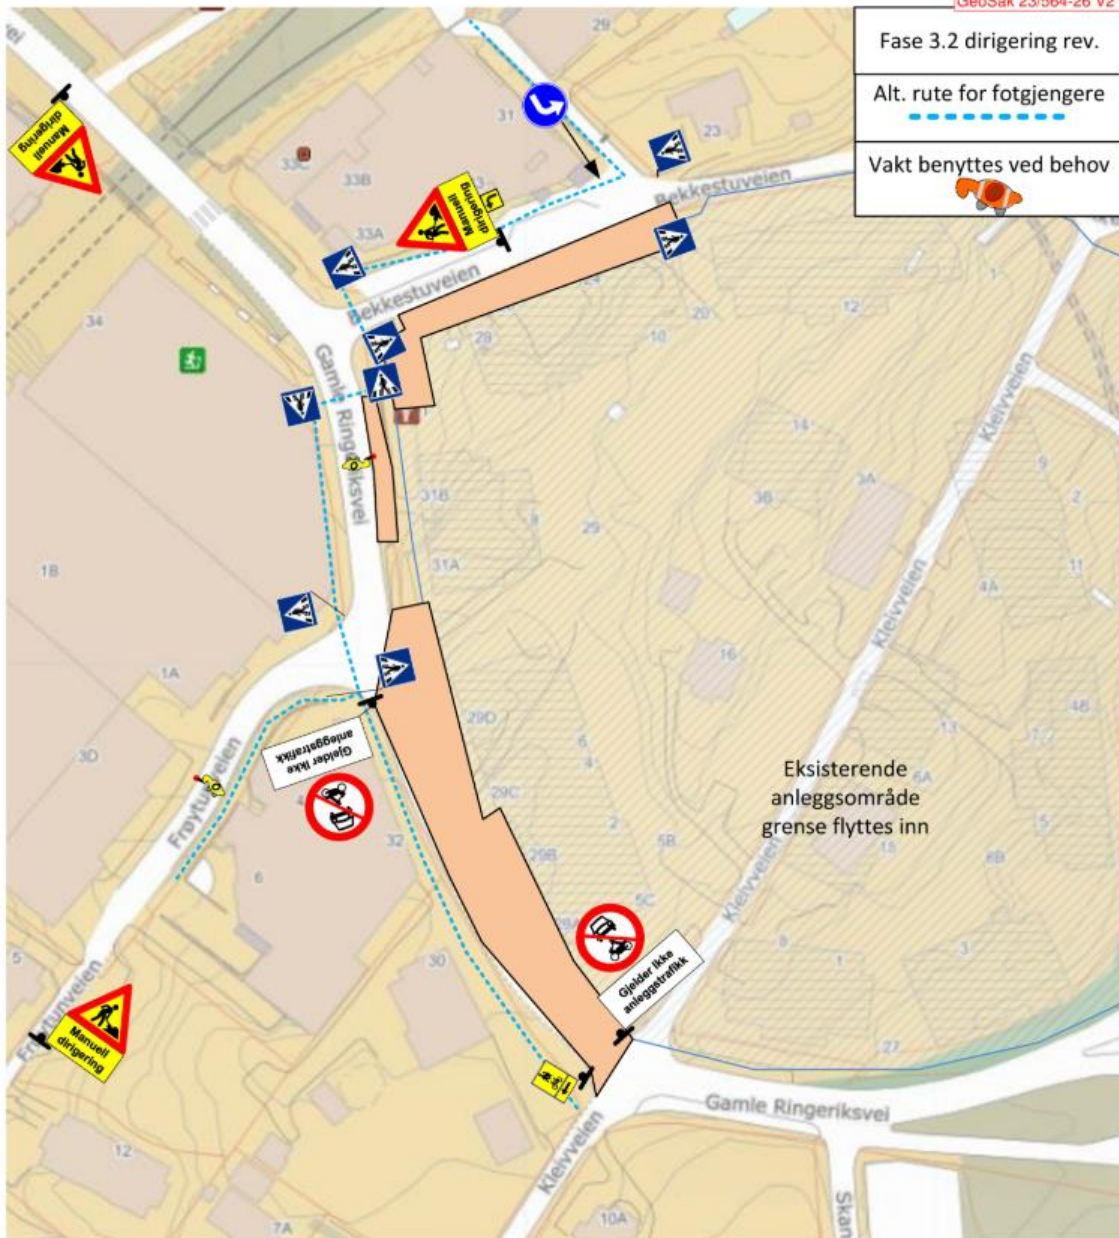 GeoSak 23/564-26 V2
Fase 3.2 dirigering rev.
Alt. rute for fotgjengere
Vakt benyttes ved behov
29
31
23
33C
33B
33A
Manuell
dirigering
Manuell
dirigering
Bekkestuveien
Bekkestuveien
34
Gamle Ringeriksvei
28
24
20
10
12
1
14
3A
3B
9
2
11
4A
Kleivveien
Kleivveien
Kleivveien
31B
31A
29
8
1B
1A
3D
16
29D
6
4
29C
2
29B
5B
5C
29A
13
6A
15
4B
5
6B
Eksisterende
anleggsområde
grense flyttes inn
Gjelder Ikke
anleggstrafikk
32
6
30
5
Frøytunveien
Frøytunveien
Manuell
dirigering
Gjelder Ikke
anleggstrafikk
8
1
3
27
Gamle Ringeriksvei
Kleivveien
12
7A
10A
Skan